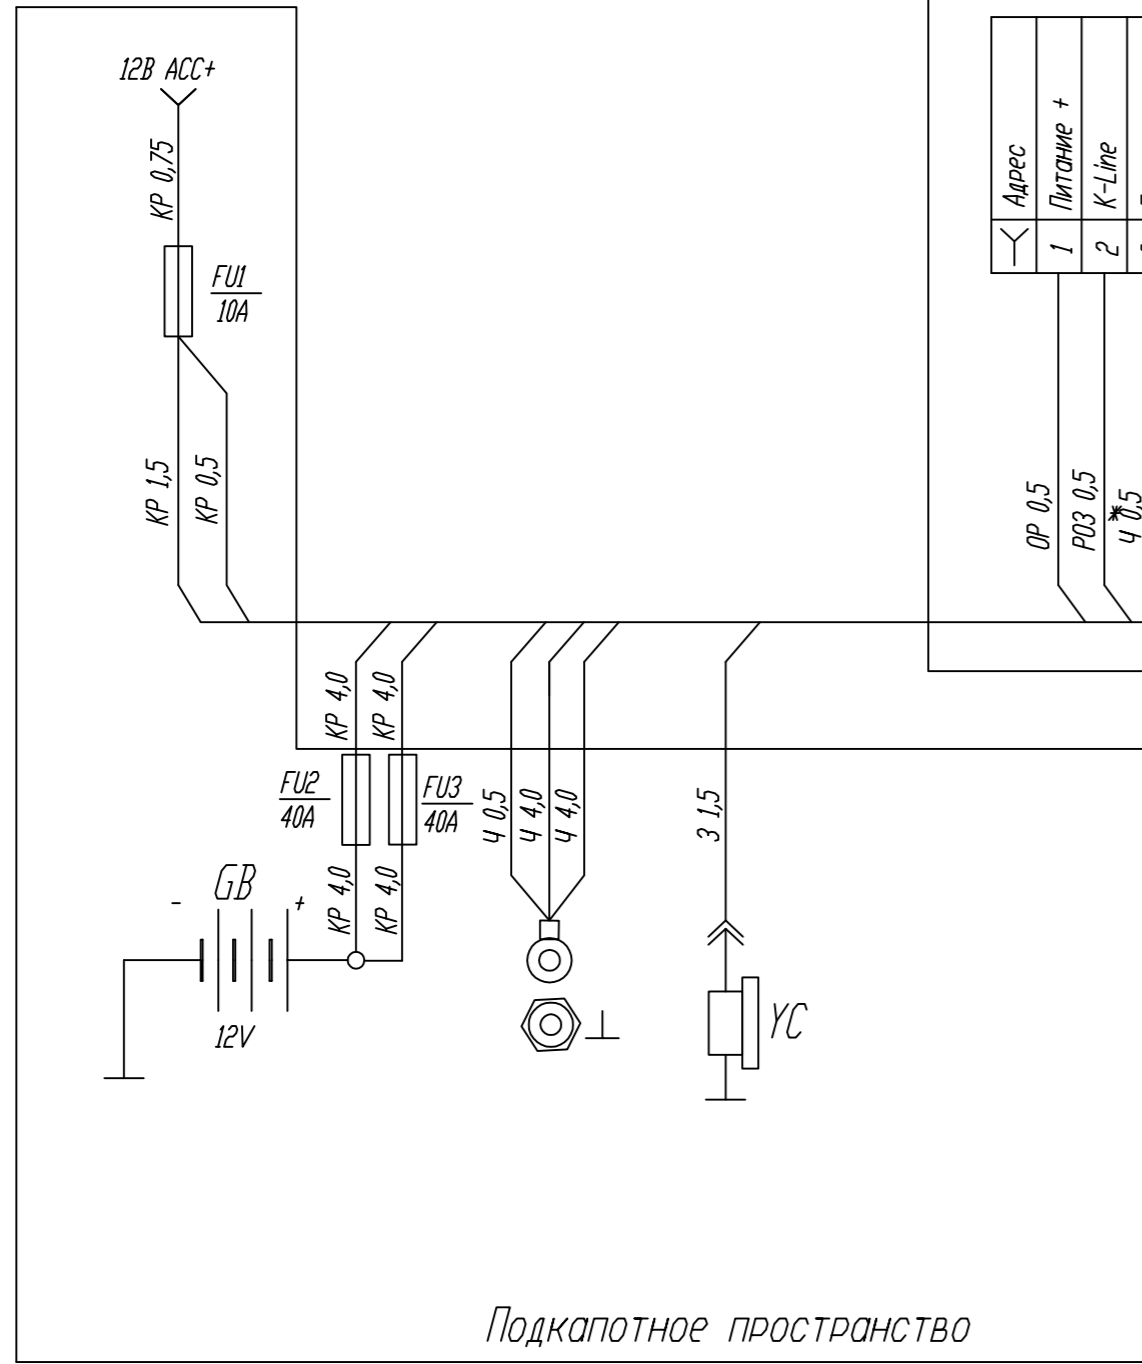 12В ACC+
КР 0,75
FU1
10А
КР 1,5
КР 0,5
Адрес
1 Питание +
2 K-Line
ОР 0,5
РОЗ 0,5
Ч 0,5
КР 4,0
КР 4,0
FU2
40А
FU3
40А
КР 4,0
КР 4,0
Ч 0,5
Ч 4,0
Ч 4,0
З 1,5
- GB +
12V
YC
Подкапотное пространство